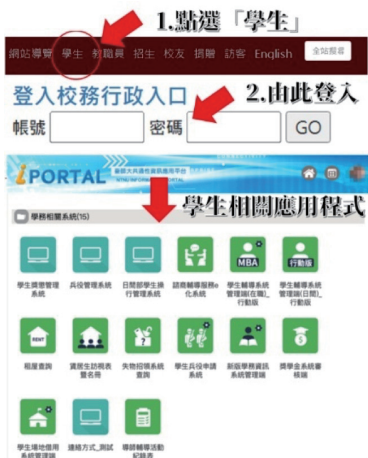 1.點選「學生」
網站導覽 學生 教職員 招生 校友 捐贈 訪客 English 全站搜尋
登入校務行政入口
2.由此登入
帳號 密碼 GO
iPORTAL
學生相關應用程式
學務相關系統(15)
學生獎懲管理系統 兵役管理系統 日間部學生操行管理系統 諮商輔導服務e化系統 學生輔導系統管理端(在職)_行動版 學生輔導系統管理端(日間)_行動版
MBA 行動版
RENT
租屋查詢 賃居生訪視表暨名冊 失物招領系統查詢 學生兵役申請系統 新版學務資訊系統管理端 獎學金系統審核端
學生場地借用系統管理端 連絡方式_測試 導師輔導活動紀錄表